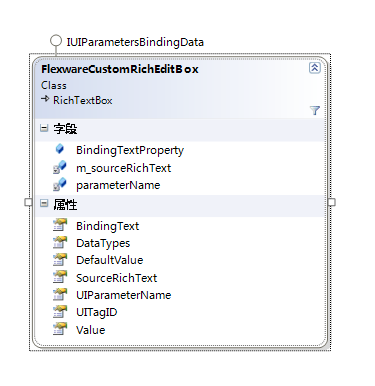 IUIParametersBindingData
FlexwareCustomRichEditBox
Class
RichTextBox
字段
BindingTextProperty
m_sourceRichText
parameterName
属性
BindingText
DataTypes
DefaultValue
SourceRichText
UIParameterName
UITagID
Value